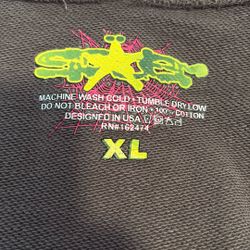 MACHINE WASH COLD • TUMBLE DRY LOW
DO NOT BLEACH OR IRON • 100% COTTON
DESIGNED IN USA
RN#162474
XL